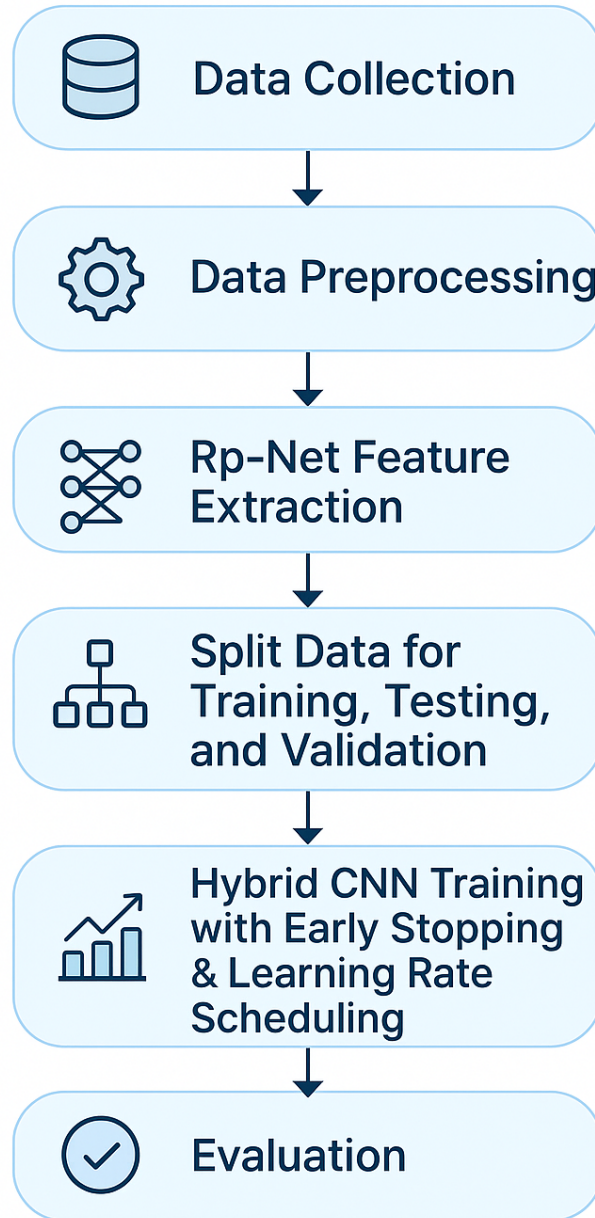 Data Collection
Data Preprocessing
Rp-Net Feature
Extraction
Split Data for
Training, Testing,
and Validation
Hybrid CNN Training
with Early Stopping
& Learning Rate
Scheduling
Evaluation